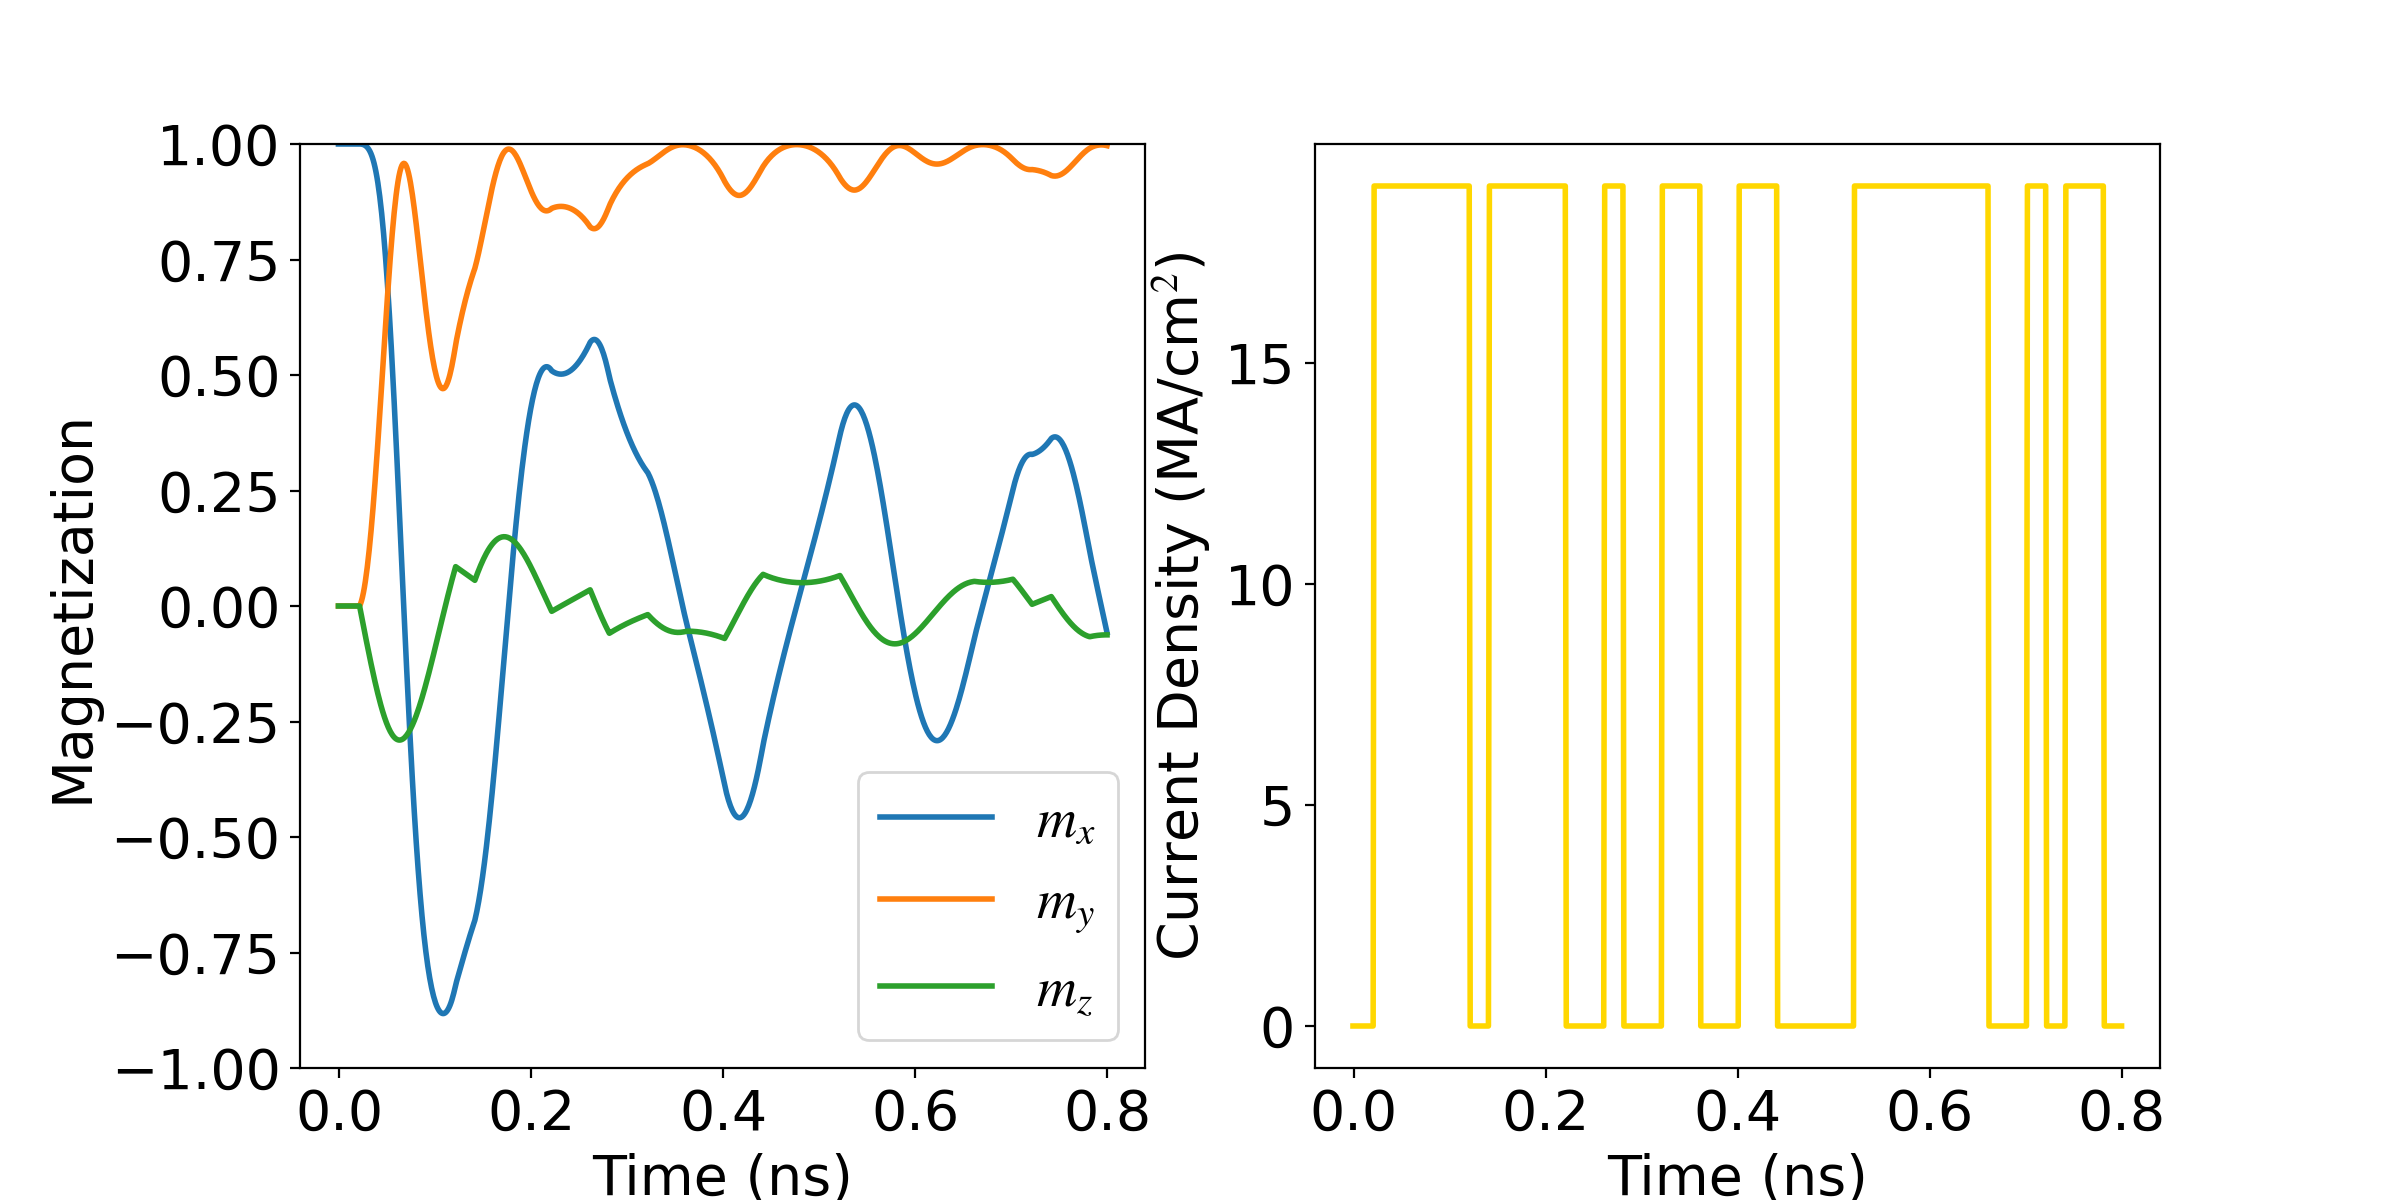 1.00
0.75
0.50
0.25
0.00
−0.25
−0.50
−0.75
−1.00
Magnetization
0.0 0.2 0.4 0.6 0.8
Time (ns)
m_x
m_y
m_z
Current Density (MA/cm²)
15
10
5
0
0.0 0.2 0.4 0.6 0.8
Time (ns)